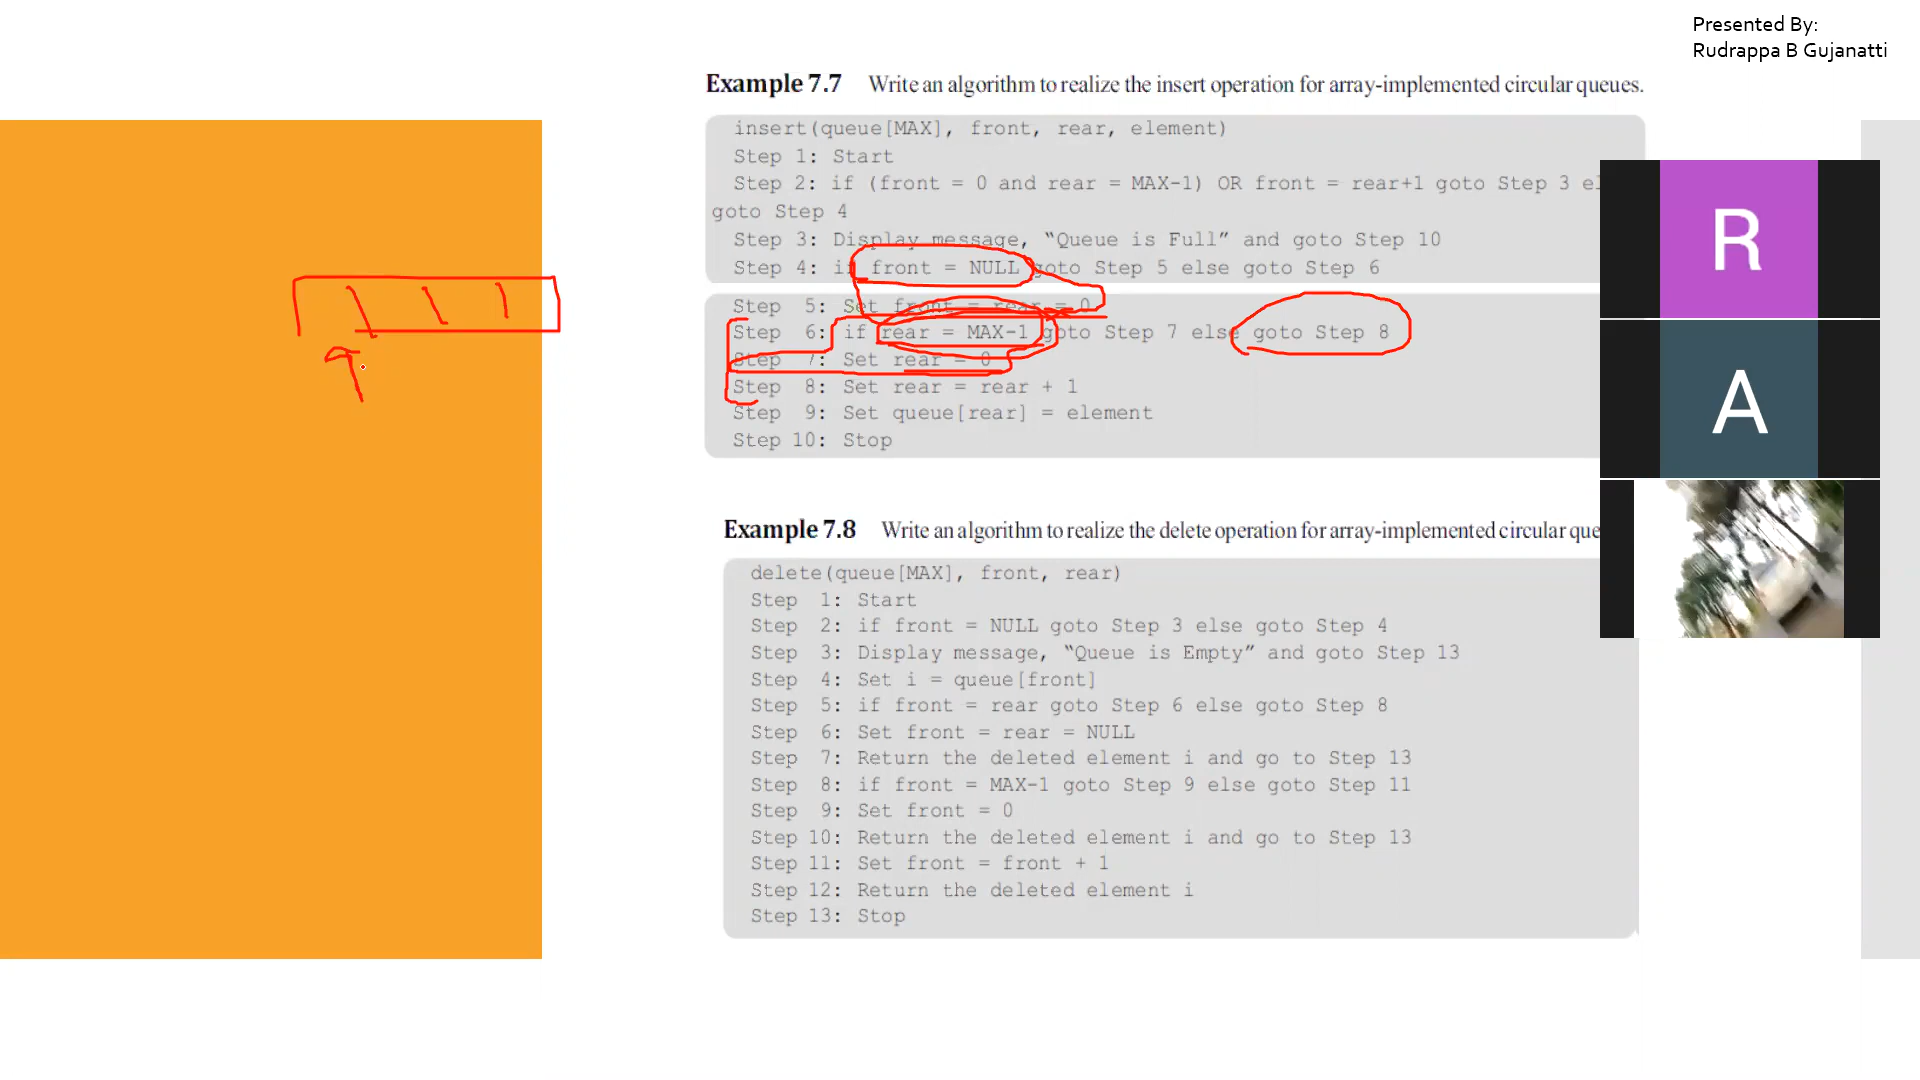 Presented By:
Rudrappa B Gujanatti
Example 7.7 Write an algorithm to realize the insert operation for array-implemented circular queues.
insert(queue[MAX], front, rear, element)
Step 1: Start
Step 2: if (front = 0 and rear = MAX-1) OR front = rear+1 goto Step 3 el
goto Step 4
Step 3: Display message, “Queue is Full” and goto Step 10
Step 4: if front = NULL goto Step 5 else goto Step 6
Step 5: Set front = rear = 0
Step 6: if rear = MAX-1 goto Step 7 else goto Step 8
Step 7: Set rear = 0
Step 8: Set rear = rear + 1
Step 9: Set queue[rear] = element
Step 10: Stop
Example 7.8 Write an algorithm to realize the delete operation for array-implemented circular que
delete(queue[MAX], front, rear)
Step 1: Start
Step 2: if front = NULL goto Step 3 else goto Step 4
Step 3: Display message, “Queue is Empty” and goto Step 13
Step 4: Set i = queue[front]
Step 5: if front = rear goto Step 6 else goto Step 8
Step 6: Set front = rear = NULL
Step 7: Return the deleted element i and go to Step 13
Step 8: if front = MAX-1 goto Step 9 else goto Step 11
Step 9: Set front = 0
Step 10: Return the deleted element i and go to Step 13
Step 11: Set front = front + 1
Step 12: Return the deleted element i
Step 13: Stop
R
A